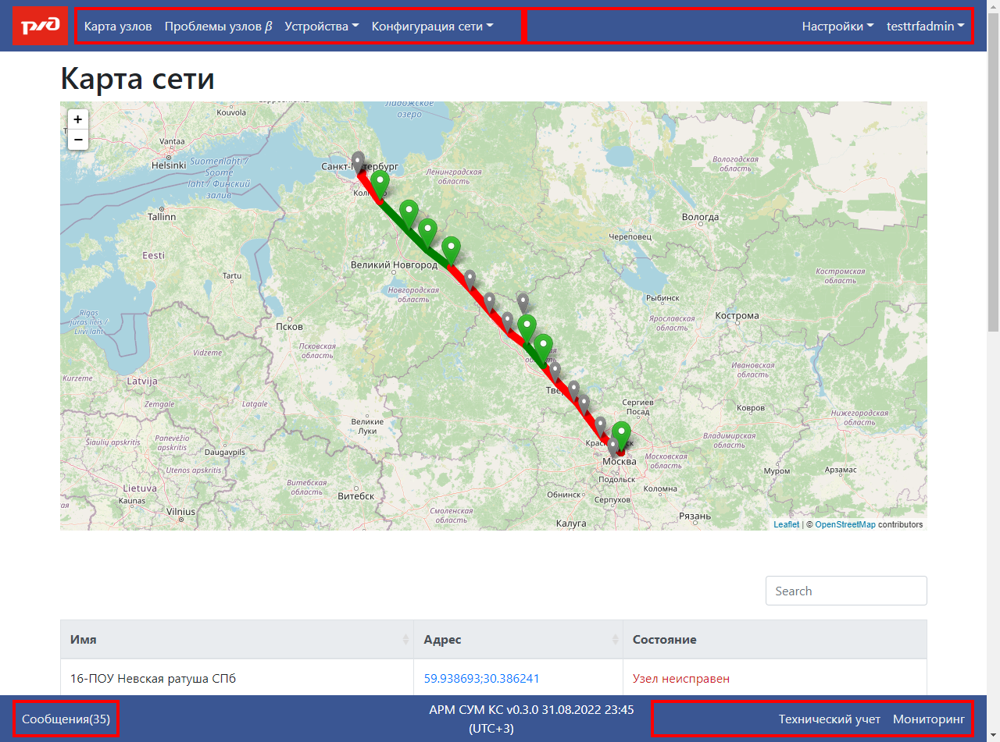 ржд
Карта узлов Проблемы узлов β Устройства Конфигурация сети Настройки testtrfadmin
Карта сети
+
−
Ладожское
озеро
Kouvola
Vantaa
Helsinki
Suomenlahti /
Soome
laht / Финский
залив
Санкт-Петербург
Ленинградская
область
Вологодская
область
Tallinn
Вологда
Череповец
Eesti
Tartu
Великий Новгород
Новгородская
область
Костромская
область
Рыбинск
Кострома
Ярославская
область
Rīgas
jūras līcis /
Liivi laht
Псков
Псковская
область
Vidzeme
Ивановская
область
Kurzeme
Latvija
Zemgale
Latgale
Сергиев
Посад
Ковров
Нижегородская
область
Великие
Луки
Владимирская
область
Šiaulių apskritis
Panevėžio
apskritis
Daugavpils
Utenos apskritis
Москва
Московская
область
Муром
Арзамас
Подольск
Коломна
Витебская
область
Витебск
Lietuva
Kaunas
Vilnius
Обнинск
Серпухов
Смоленская
область
Калуга
Рязань
Leaflet | © OpenStreetMap contributors
Search
Имя Адрес Состояние
16-ПОУ Невская ратуша СПб 59.938693;30.386241 Узел неисправен
Сообщения(35)
АРМ СУМ КС v0.3.0 31.08.2022 23:45
(UTC+3)
Технический учет Мониторинг